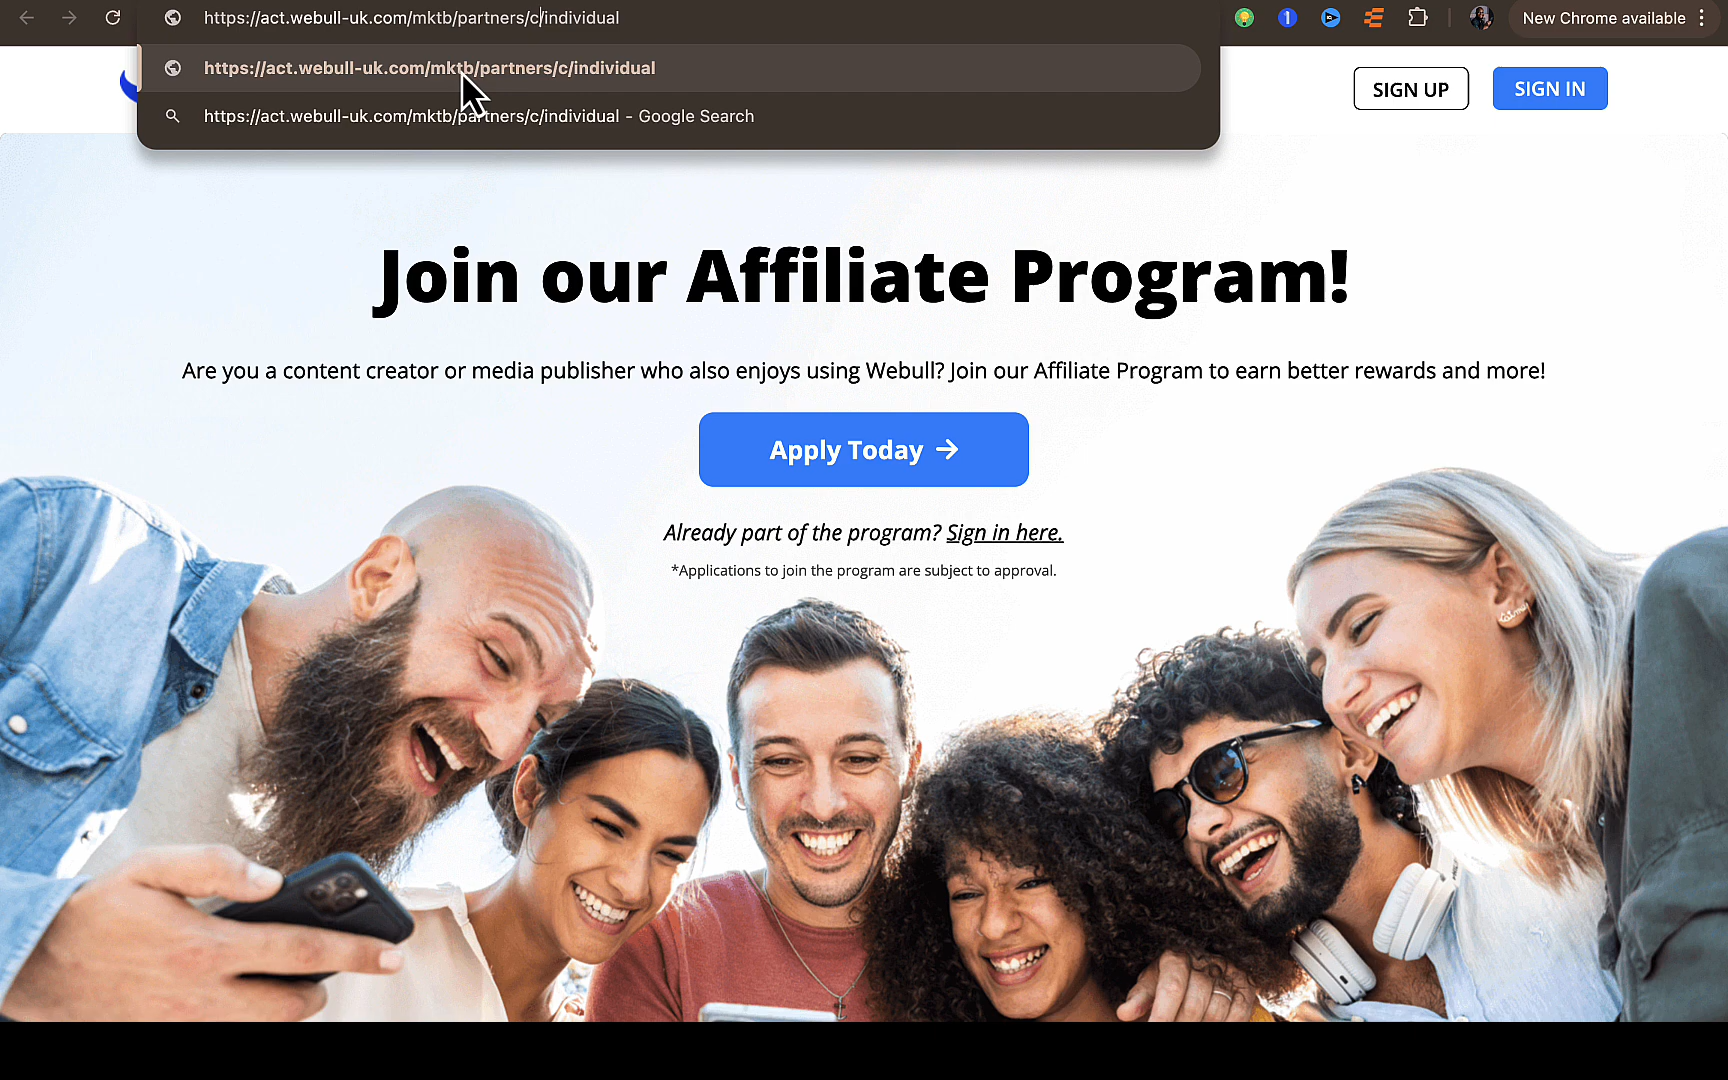 https://act.webull-uk.com/mktb/partners/c/individual
New Chrome available
https://act.webull-uk.com/mktb/partners/c/individual
https://act.webull-uk.com/mktb/partners/c/individual - Google Search
SIGN UP
SIGN IN
Join our Affiliate Program!
Are you a content creator or media publisher who also enjoys using Webull? Join our Affiliate Program to earn better rewards and more!
Apply Today →
Already part of the program? Sign in here.
*Applications to join the program are subject to approval.